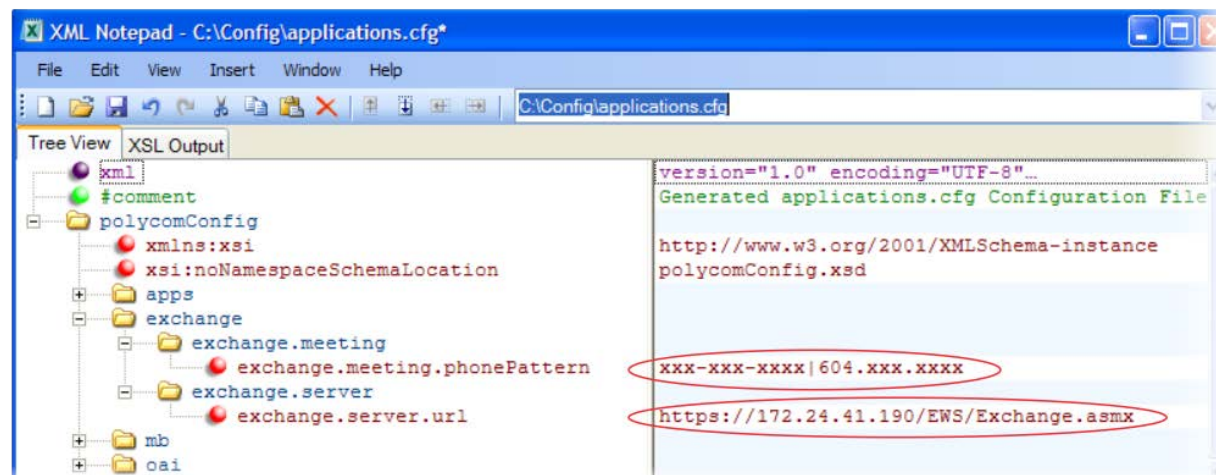 XML Notepad - C:\Config\applications.cfg*
File Edit View Insert Window Help
C:\Config\applications.cfg
Tree View XSL Output
xml version="1.0" encoding="UTF-8"…
#comment Generated applications.cfg Configuration File
polycomConfig
xmlns:xsi http://www.w3.org/2001/XMLSchema-instance
xsi:noNamespaceSchemaLocation polycomConfig.xsd
apps
exchange
exchange.meeting
exchange.meeting.phonePattern xxx-xxx-xxxx|604.xxx.xxxx
exchange.server
exchange.server.url https://172.24.41.190/EWS/Exchange.asmx
mb
oai